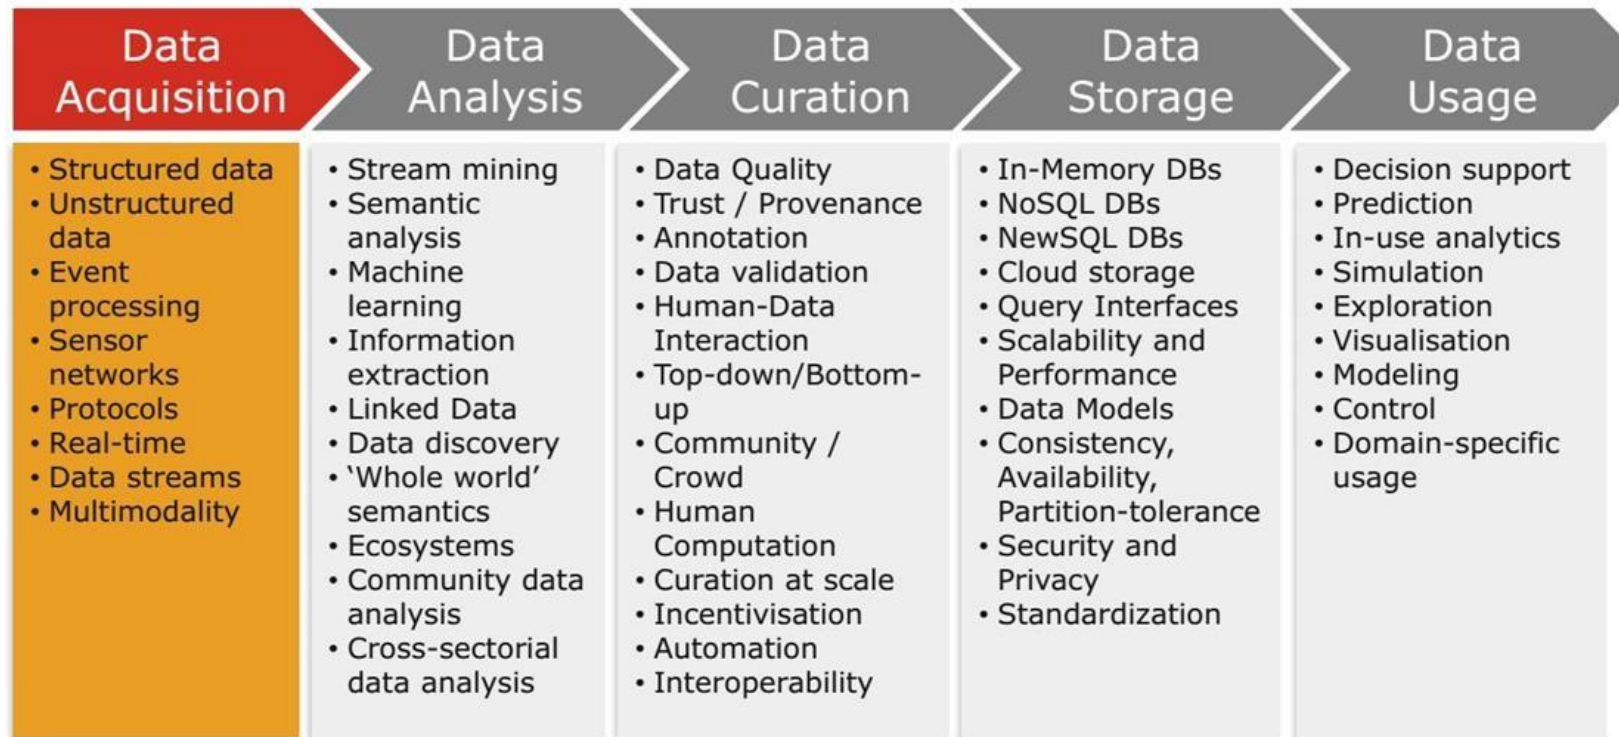 Data
Acquisition
Data
Analysis
Data
Curation
Data
Storage
Data
Usage
• Structured data
• Unstructured
data
• Event
processing
• Sensor
networks
• Protocols
• Real-time
• Data streams
• Multimodality
• Stream mining
• Semantic
analysis
• Machine
learning
• Information
extraction
• Linked Data
• Data discovery
• ‘Whole world’
semantics
• Ecosystems
• Community data
analysis
• Cross-sectorial
data analysis
• Data Quality
• Trust / Provenance
• Annotation
• Data validation
• Human-Data
Interaction
• Top-down/Bottom-
up
• Community /
Crowd
• Human
Computation
• Curation at scale
• Incentivisation
• Automation
• Interoperability
• In-Memory DBs
• NoSQL DBs
• NewSQL DBs
• Cloud storage
• Query Interfaces
• Scalability and
Performance
• Data Models
• Consistency,
Availability,
Partition-tolerance
• Security and
Privacy
• Standardization
• Decision support
• Prediction
• In-use analytics
• Simulation
• Exploration
• Visualisation
• Modeling
• Control
• Domain-specific
usage